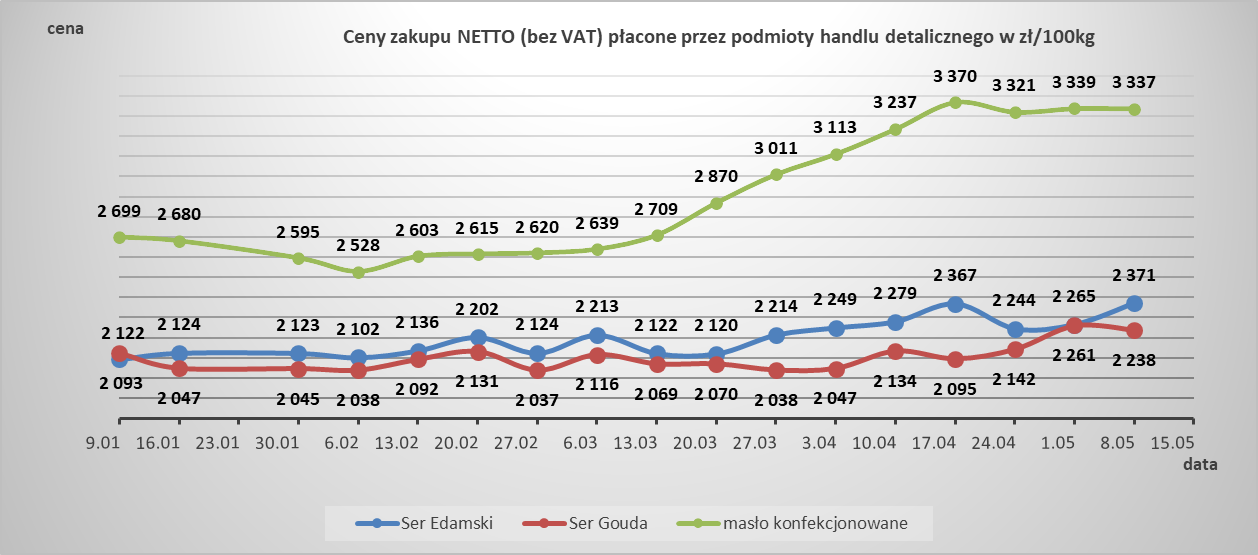 cena
Ceny zakupu NETTO (bez VAT) płacone przez podmioty handlu detalicznego w zł/100kg
2 699 2 680 2 595 2 528 2 603 2 615 2 620 2 639 2 709 2 870 3 011 3 113 3 237 3 370 3 321 3 339 3 337
2 122 2 124 2 123 2 102 2 136 2 202 2 124 2 213 2 122 2 120 2 214 2 249 2 279 2 367 2 244 2 265 2 371
2 093 2 047 2 045 2 038 2 092 2 131 2 037 2 116 2 069 2 070 2 038 2 047 2 134 2 095 2 142 2 261 2 238
9.01 16.01 23.01 30.01 6.02 13.02 20.02 27.02 6.03 13.03 20.03 27.03 3.04 10.04 17.04 24.04 1.05 8.05 15.05
data
Ser Edamski Ser Gouda masło konfekcjonowane